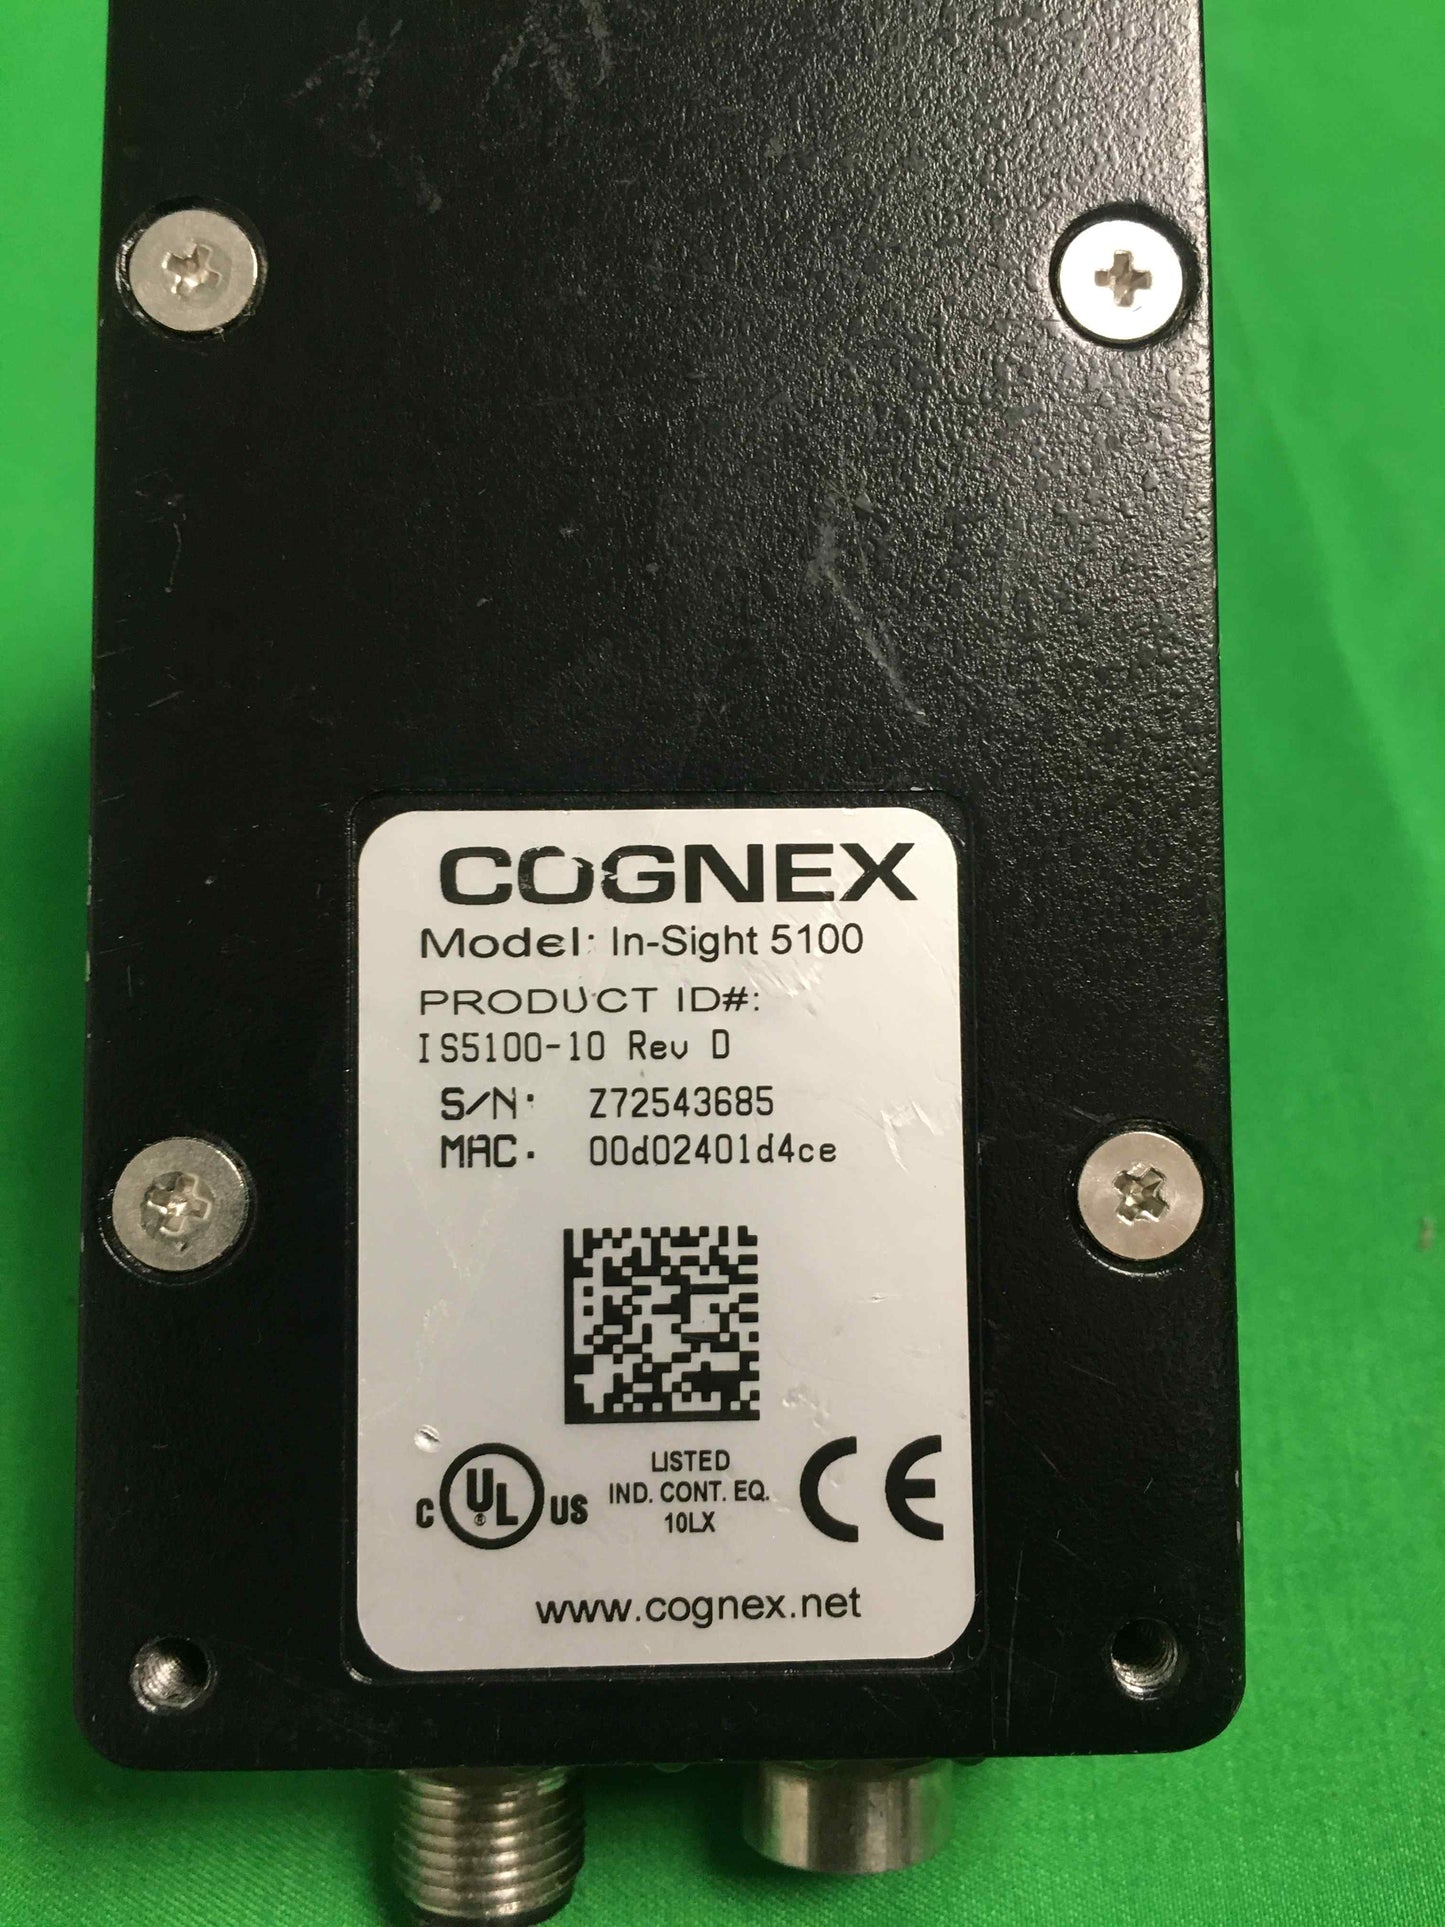 COGNEX
Model: In-Sight 5100
PRODUCT ID#:
IS5100-10 Rev D
S/N: Z72543685
MAC: 00d02401d4ce
C UL ® US
LISTED
IND. CONT. EQ.
10LX
CE
www.cognex.net